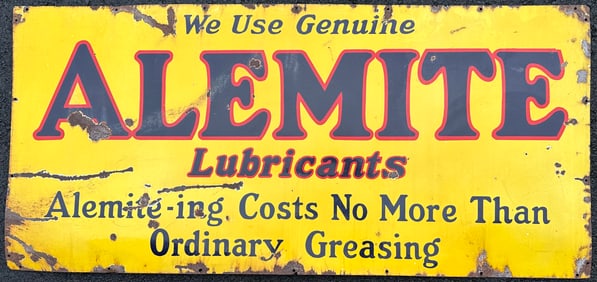 We Use Genuine
ALEMITE
Lubricants
Alemite-ing Costs No More Than
Ordinary Greasing